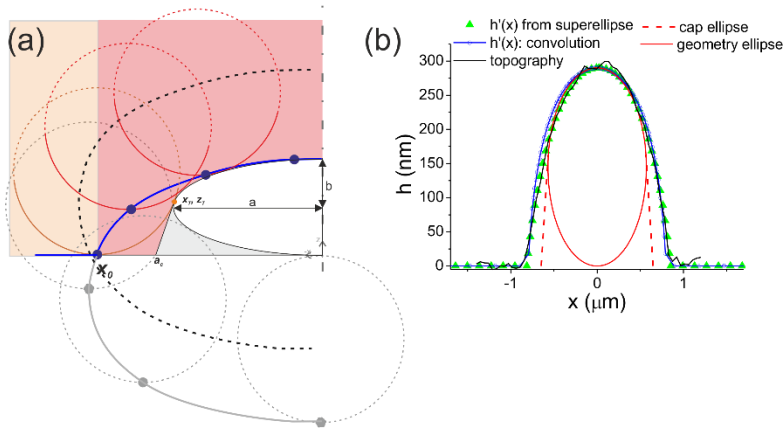 (a)
b
x₁, z₁
a
aₑ
x₀
(b)
h'(x) from superellipse
cap ellipse
h'(x): convolution
geometry ellipse
topography
300
250
200
150
100
50
0
h (nm)
-1
0
1
x (μm)